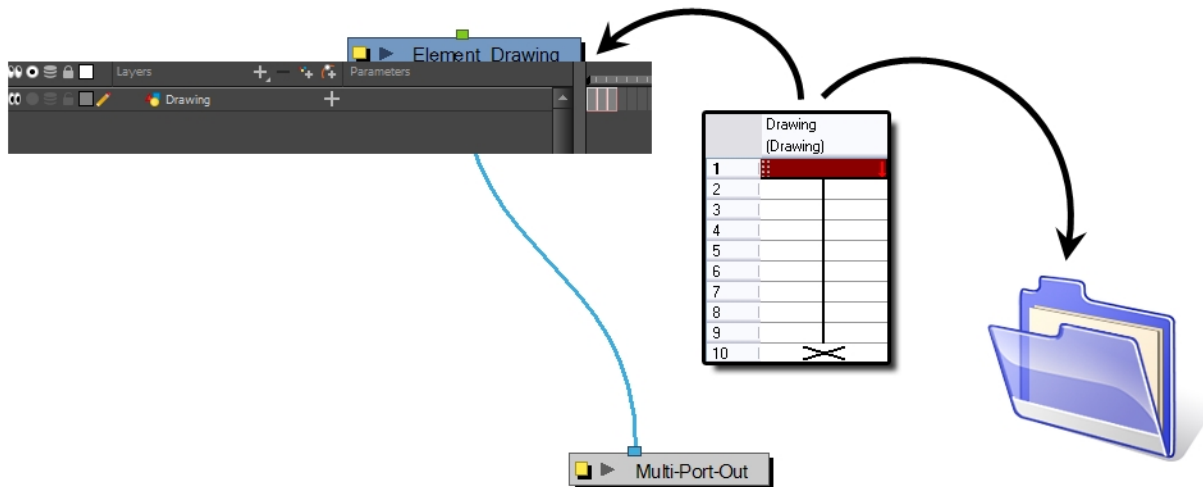 Element_Drawing
Layers Parameters
Drawing
Drawing
(Drawing)
1
2
3
4
5
6
7
8
9
10
Multi-Port-Out